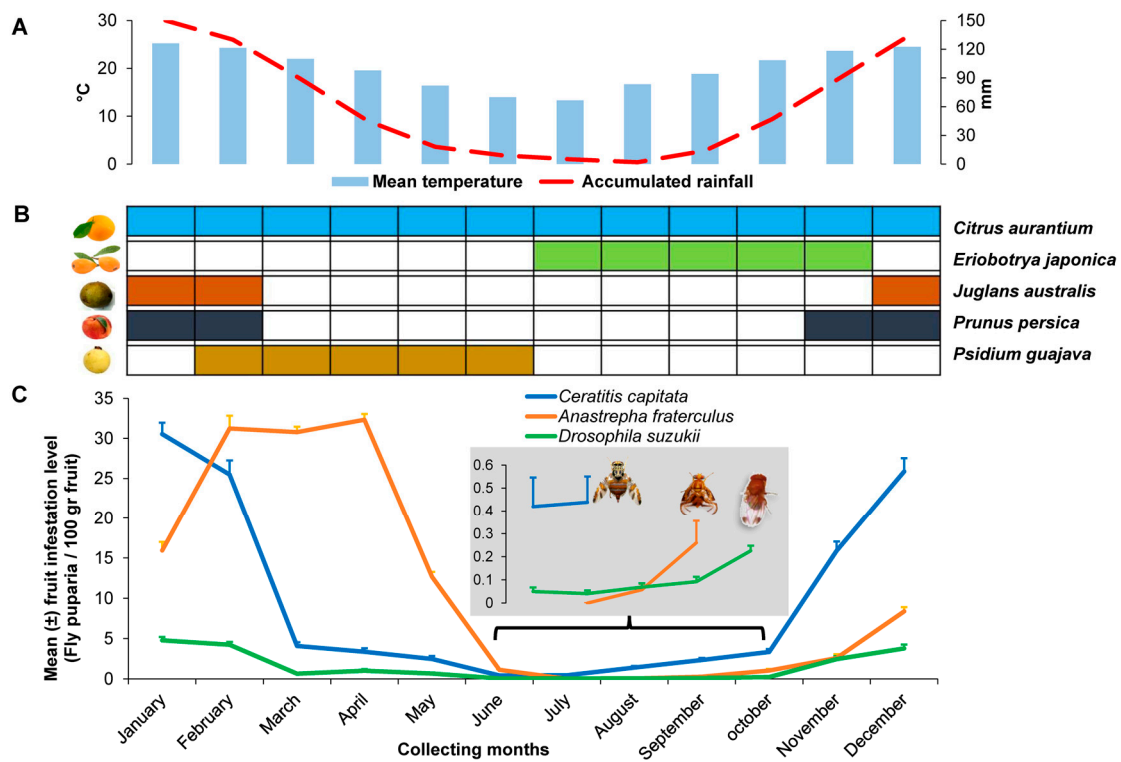 A
30
20
10
0
°C
150
120
90
60
30
0
mm
Mean temperature
Accumulated rainfall
B
Citrus aurantium
Eriobotrya japonica
Juglans australis
Prunus persica
Psidium guajava
C
35
30
25
20
15
10
5
0
Mean (±) fruit infestation level
(Fly puparia / 100 gr fruit)
Ceratitis capitata
Anastrepha fraterculus
Drosophila suzukii
0.6
0.5
0.4
0.3
0.2
0.1
0
January
February
March
April
May
June
July
August
September
october
November
December
Collecting months